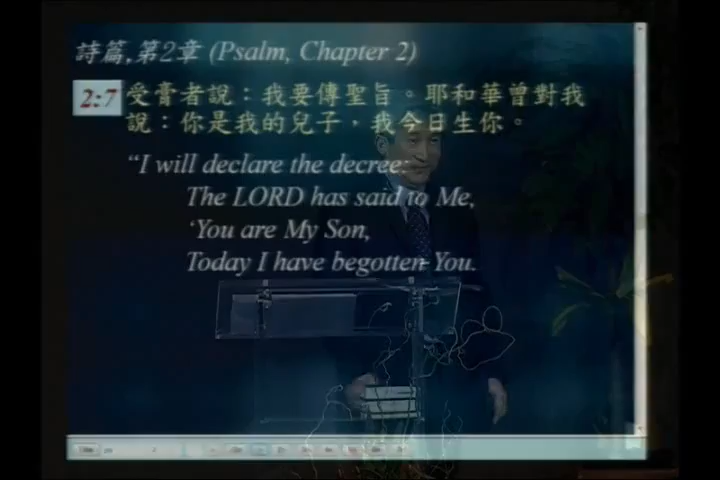 詩篇,第2章 (Psalm, Chapter 2)
2:7 受膏者說：我要傳聖旨。耶和華曾對我
說：你是我的兒子，我今日生你。
“I will declare the decree:
The LORD has said to Me,
‘You are My Son,
Today I have begotten You.